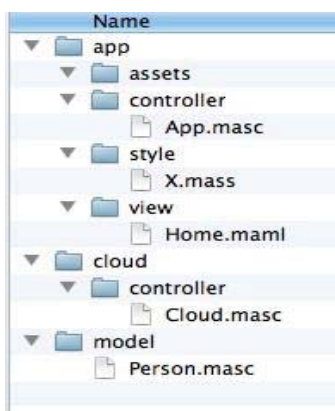 Name
app
assets
controller
App.masc
style
X.mass
view
Home.maml
cloud
controller
Cloud.masc
model
Person.masc